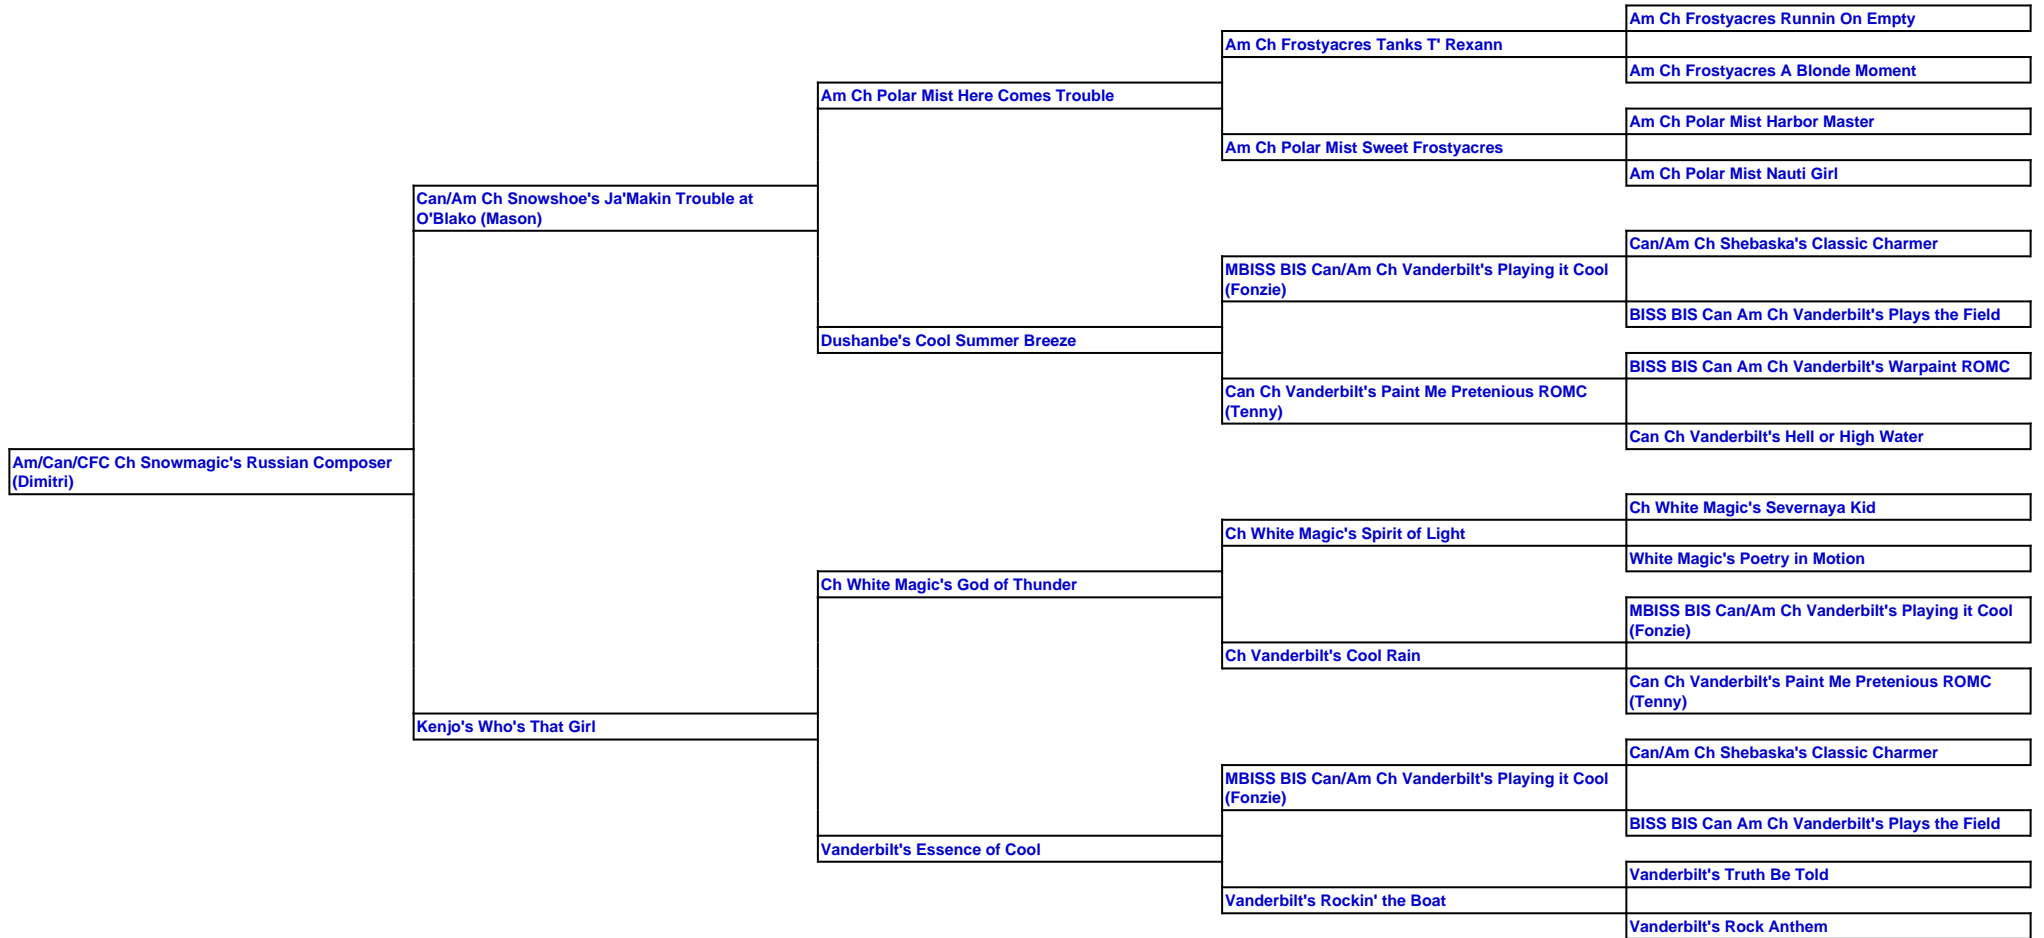 Am Ch Frostyacres Runnin On Empty
Am Ch Frostyacres Tanks T' Rexann
Am Ch Frostyacres A Blonde Moment
Am Ch Polar Mist Here Comes Trouble
Am Ch Polar Mist Harbor Master
Am Ch Polar Mist Sweet Frostyacres
Am Ch Polar Mist Nauti Girl
Can/Am Ch Snowshoe's Ja'Makin Trouble at
O'Blako (Mason)
Can/Am Ch Shebaska's Classic Charmer
MBISS BIS Can/Am Ch Vanderbilt's Playing it Cool
(Fonzie)
BISS BIS Can Am Ch Vanderbilt's Plays the Field
Dushanbe's Cool Summer Breeze
BISS BIS Can Am Ch Vanderbilt's Warpaint ROMC
Can Ch Vanderbilt's Paint Me Pretenious ROMC
(Tenny)
Can Ch Vanderbilt's Hell or High Water
Am/Can/CFC Ch Snowmagic's Russian Composer
(Dimitri)
Ch White Magic's Severnaya Kid
Ch White Magic's Spirit of Light
White Magic's Poetry in Motion
Ch White Magic's God of Thunder
MBISS BIS Can/Am Ch Vanderbilt's Playing it Cool
(Fonzie)
Ch Vanderbilt's Cool Rain
Can Ch Vanderbilt's Paint Me Pretenious ROMC
(Tenny)
Kenjo's Who's That Girl
Can/Am Ch Shebaska's Classic Charmer
MBISS BIS Can/Am Ch Vanderbilt's Playing it Cool
(Fonzie)
BISS BIS Can Am Ch Vanderbilt's Plays the Field
Vanderbilt's Essence of Cool
Vanderbilt's Truth Be Told
Vanderbilt's Rockin' the Boat
Vanderbilt's Rock Anthem